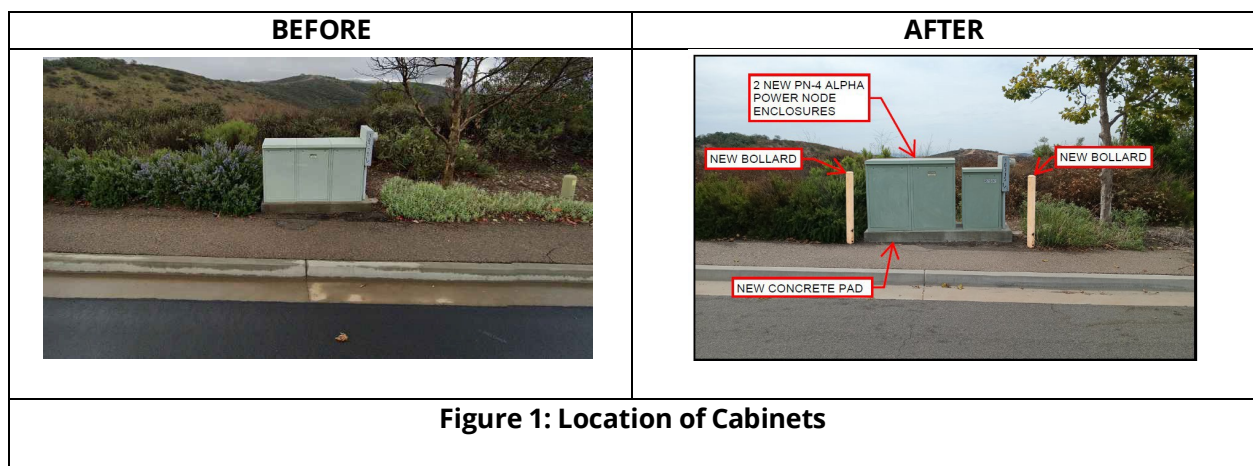 BEFORE
AFTER
2 NEW PN-4 ALPHA
POWER NODE
ENCLOSURES
NEW BOLLARD
NEW BOLLARD
NEW CONCRETE PAD
Figure 1: Location of Cabinets